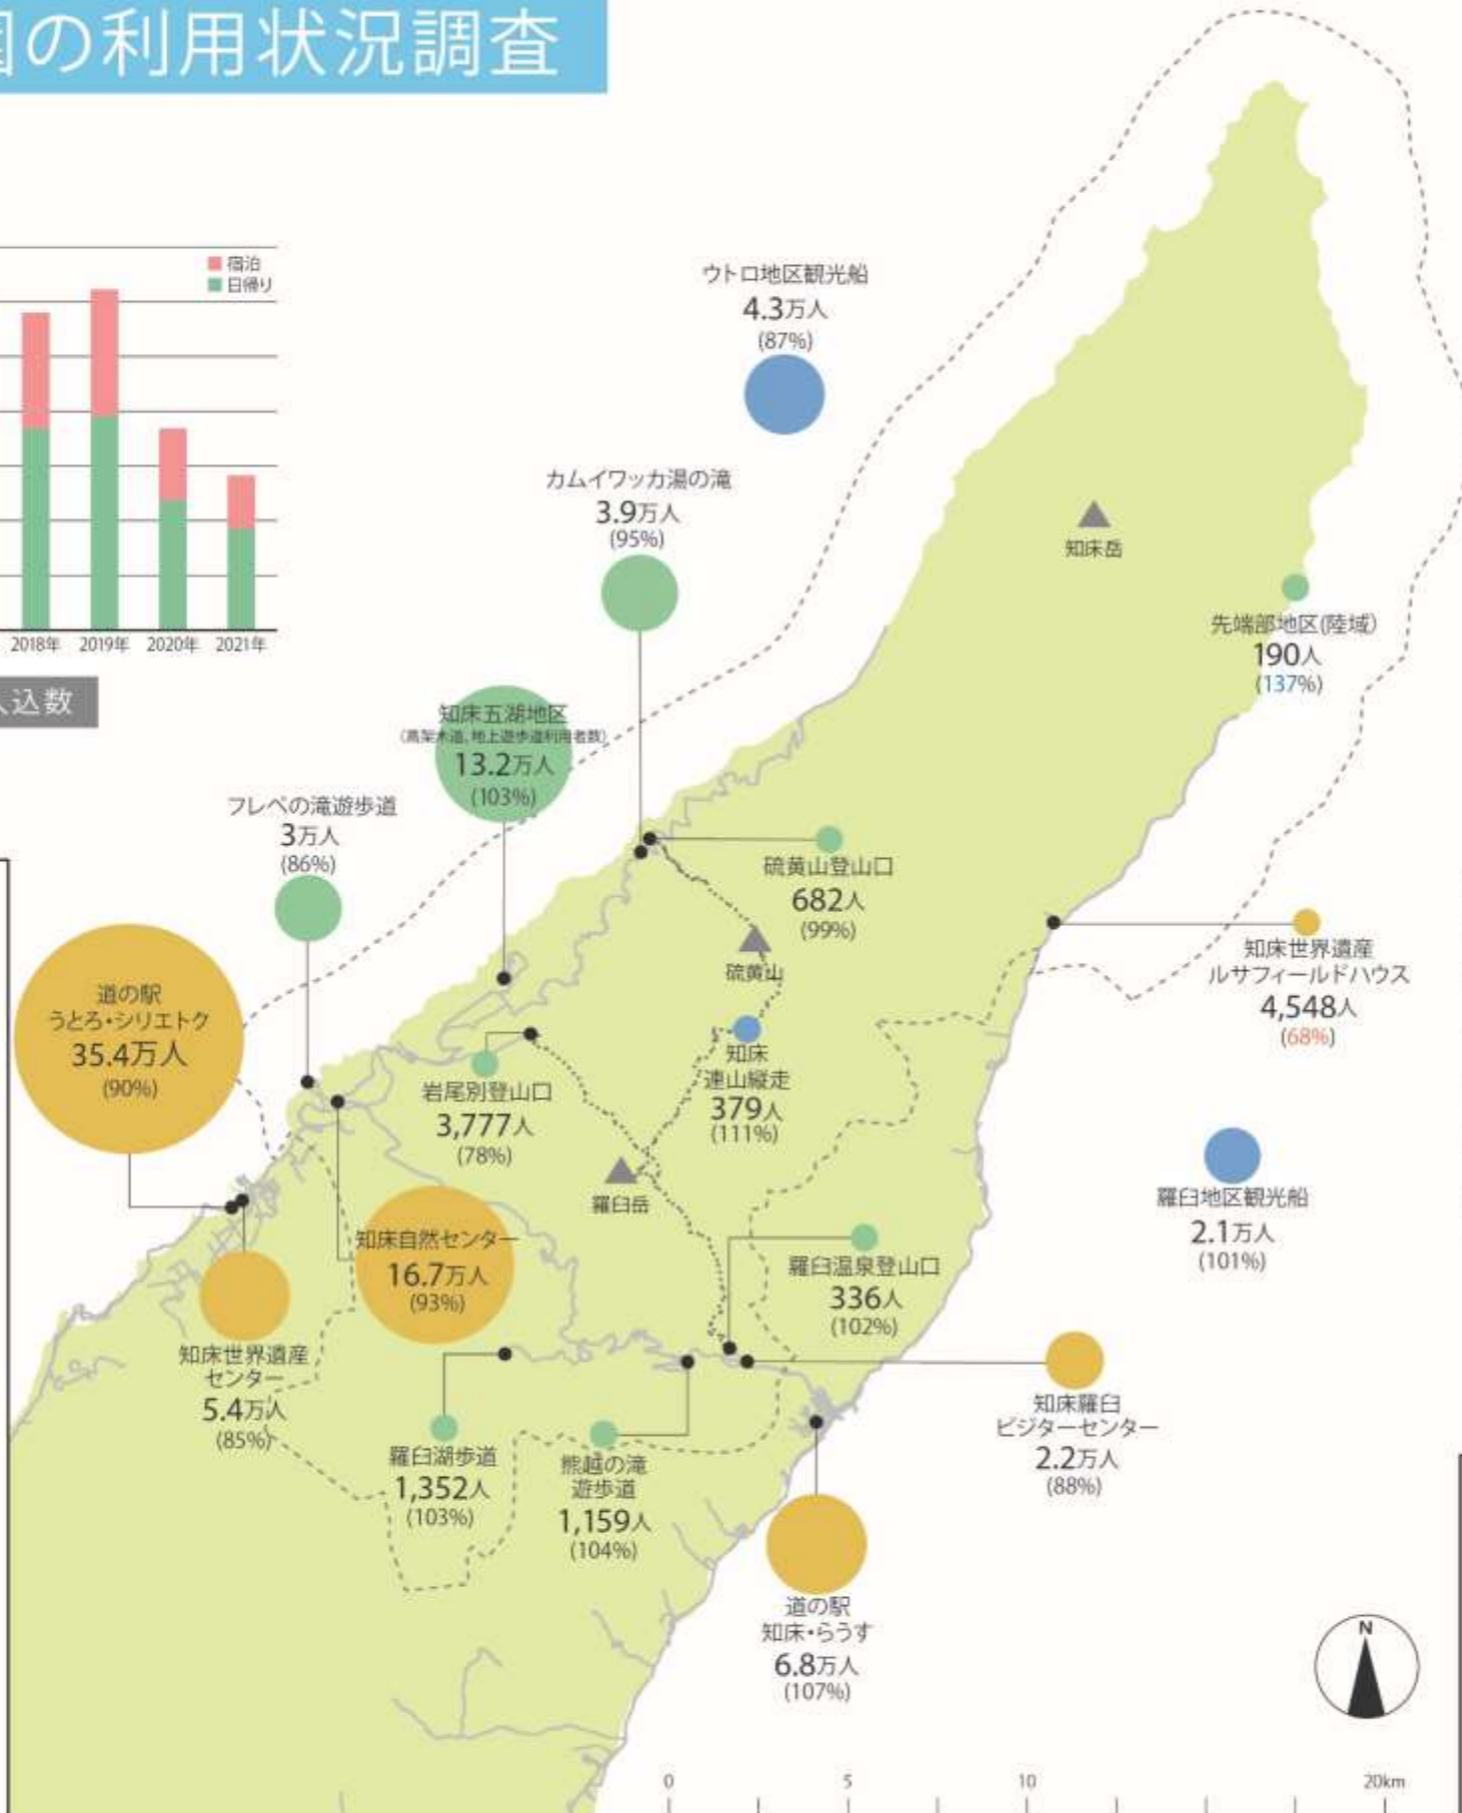 の利用状況調査
宿泊
日帰り
2018年 2019年 2020年 2021年
込数
ウトロ地区観光船
4.3万人
(87%)
カムイワッカ湯の滝
3.9万人
(95%)
知床岳
先端部地区(陸域)
190人
(137%)
知床五湖地区
(高架木道、地上遊歩道利用者数)
13.2万人
(103%)
フレペの滝遊歩道
3万人
(86%)
硫黄山登山口
682人
(99%)
硫黄山
知床世界遺産
ルサフィールドハウス
4,548人
(68%)
道の駅
うとろ・シリエトク
35.4万人
(90%)
岩尾別登山口
3,777人
(78%)
知床
連山縦走
379人
(111%)
羅臼岳
羅臼地区観光船
2.1万人
(101%)
知床自然センター
16.7万人
(93%)
羅臼温泉登山口
336人
(102%)
知床世界遺産
センター
5.4万人
(85%)
羅臼湖歩道
1,352人
(103%)
熊越の滝
遊歩道
1,159人
(104%)
知床羅臼
ビジターセンター
2.2万人
(88%)
道の駅
知床・らうす
6.8万人
(107%)
N
0 5 10 20km